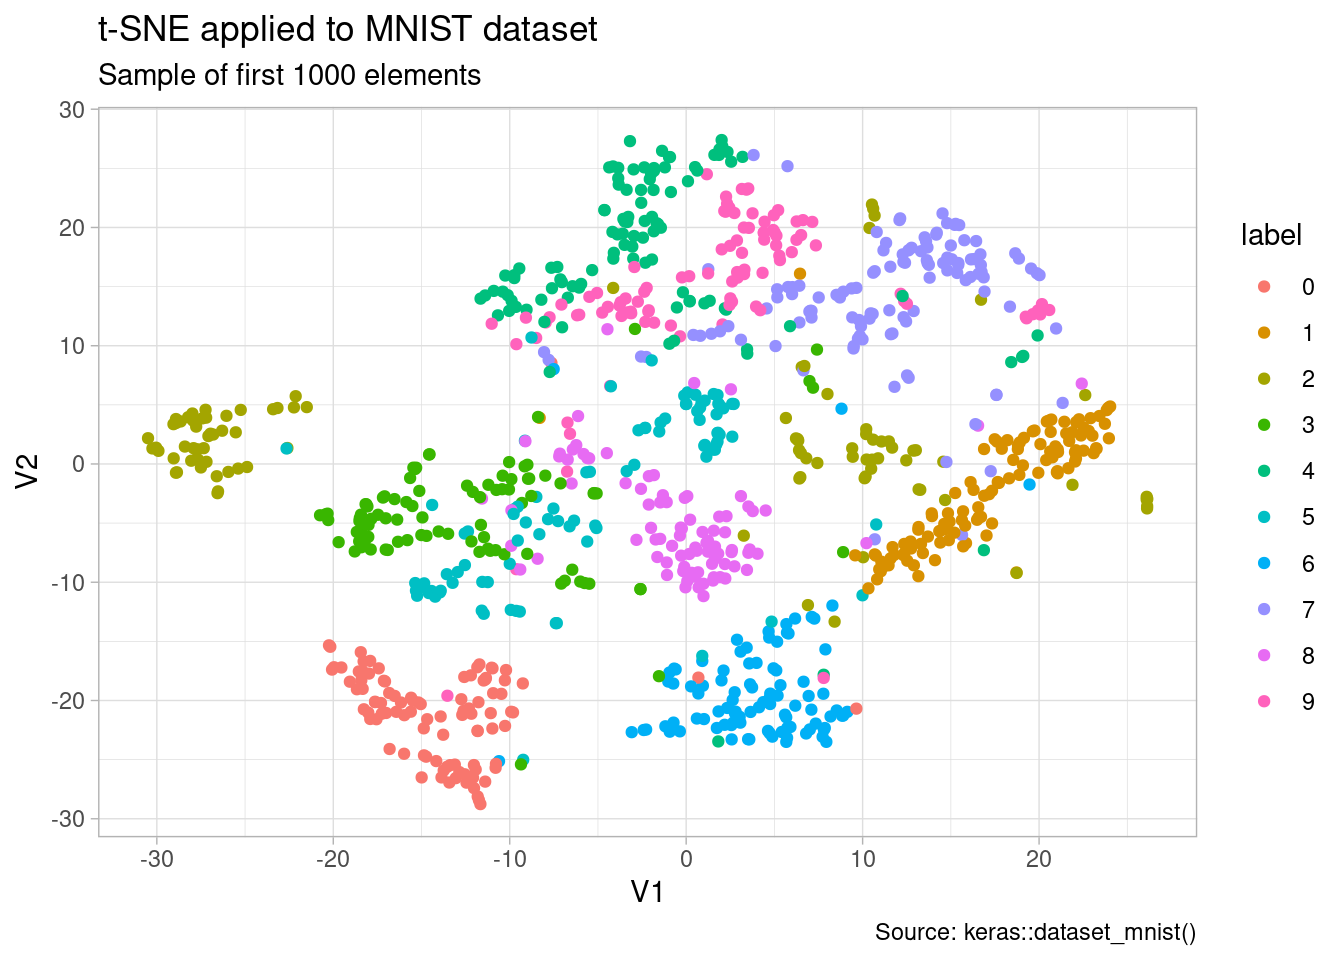 t-SNE applied to MNIST dataset
Sample of first 1000 elements
30
20
10
0
-10
-20
-30
-30 -20 -10 0 10 20
V2
V1
label
0
1
2
3
4
5
6
7
8
9
Source: keras::dataset_mnist()